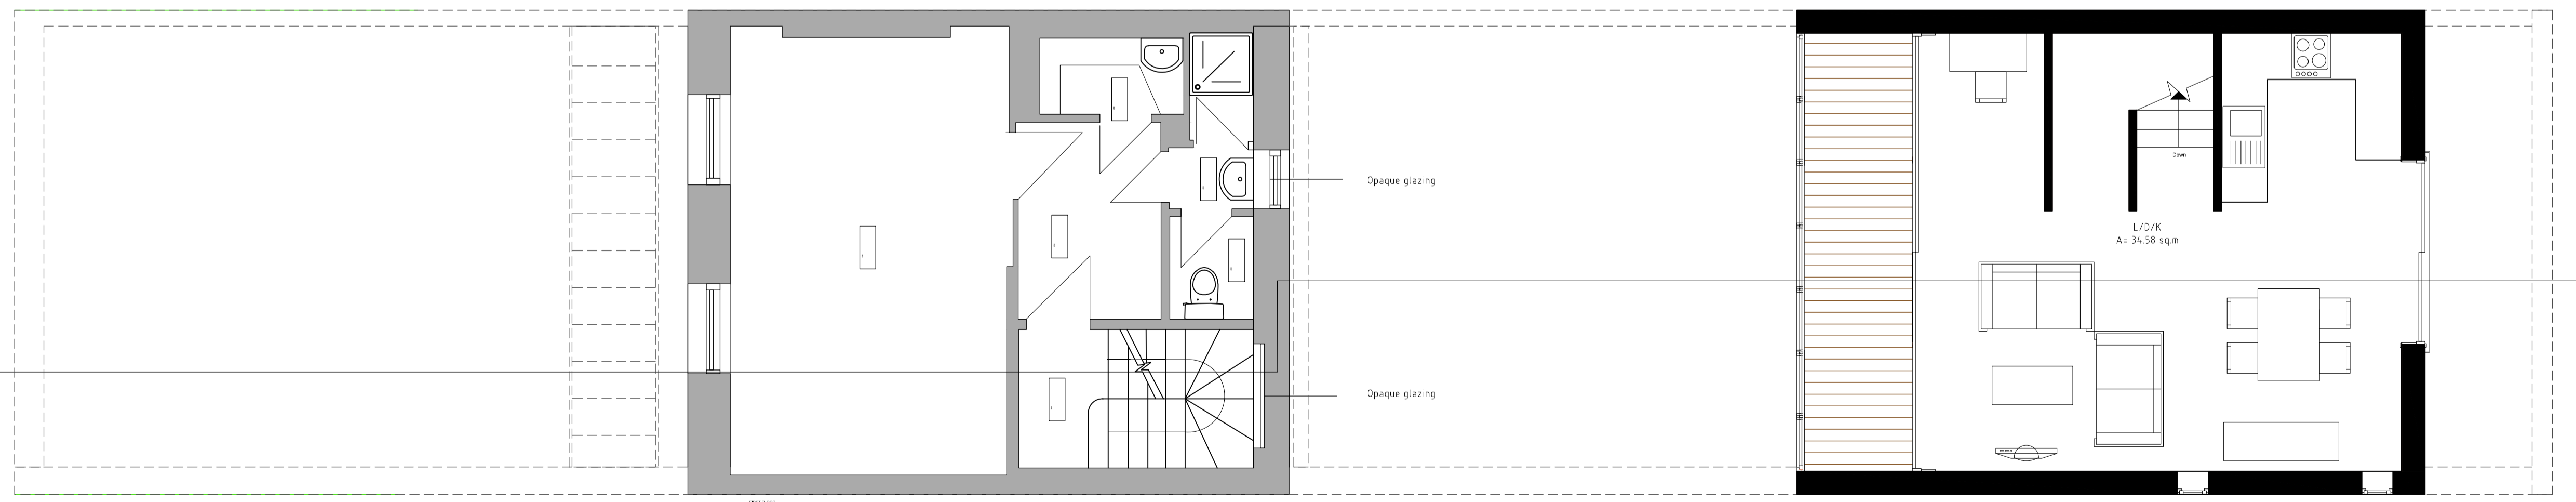 Opaque glazing
Opaque glazing
Down
L/D/K
A= 34.58 sq.m